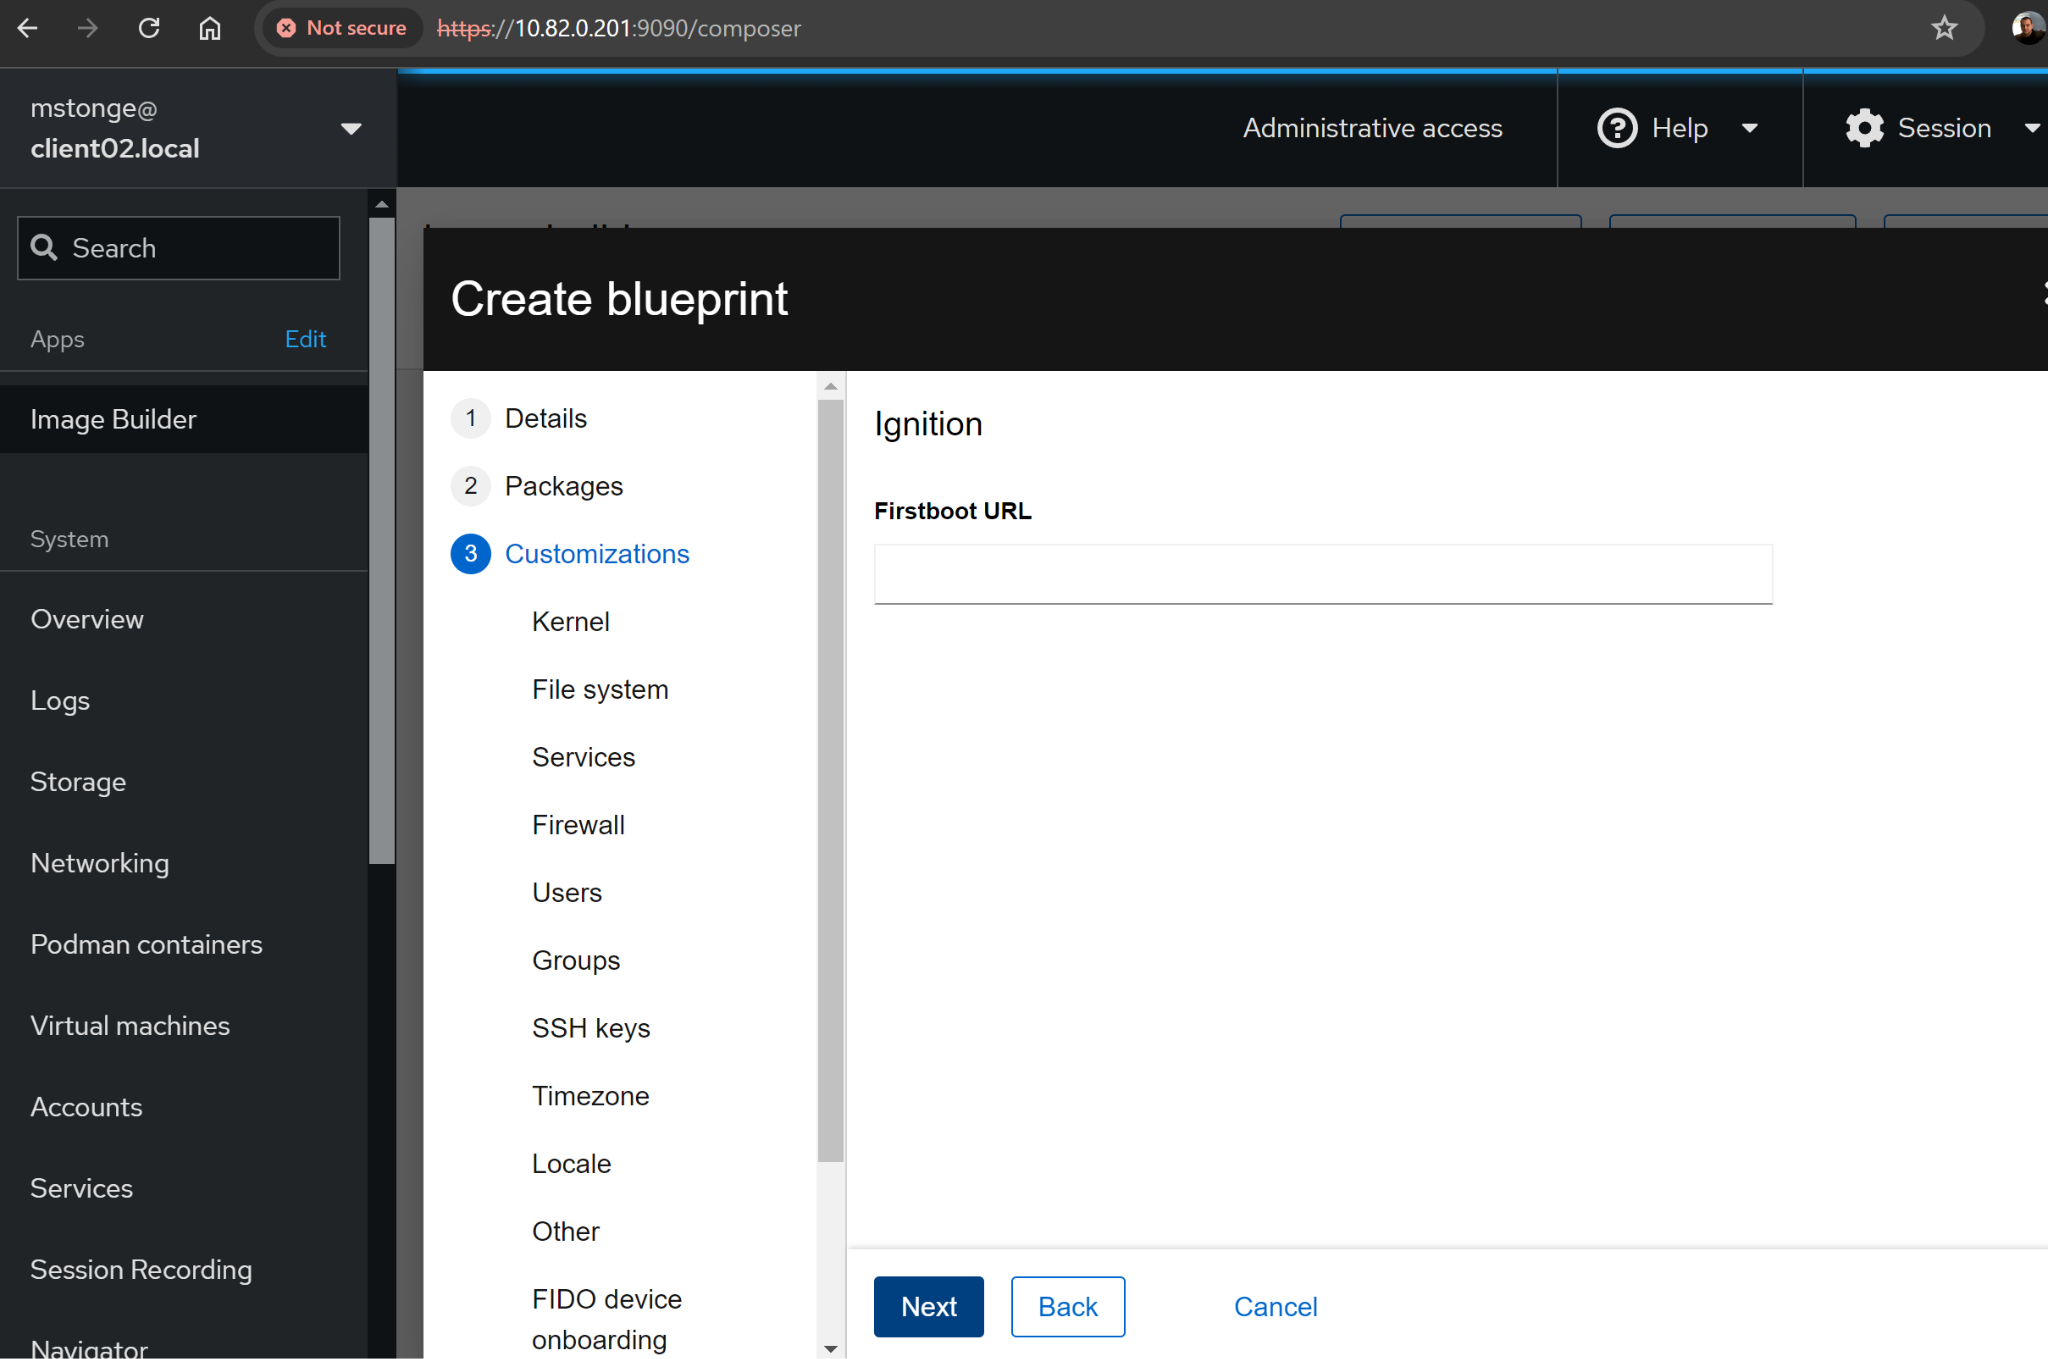 Not secure
https://10.82.0.201:9090/composer
mstonge@
client02.local
Administrative access
Help
Session
Search
Apps
Edit
Image Builder
System
Overview
Logs
Storage
Networking
Podman containers
Virtual machines
Accounts
Services
Session Recording
Navigator
Create blueprint
1 Details
2 Packages
3 Customizations
Kernel
File system
Services
Firewall
Users
Groups
SSH keys
Timezone
Locale
Other
FIDO device
onboarding
Ignition
Firstboot URL
Next
Back
Cancel